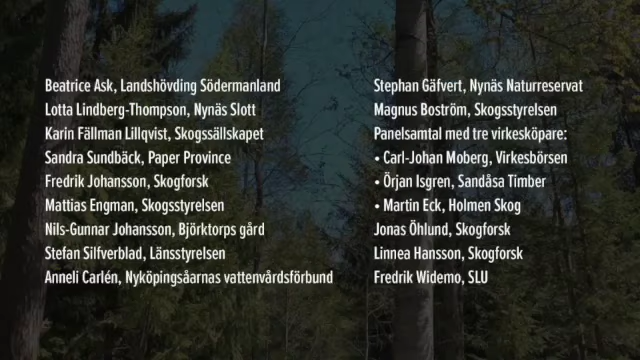 Beatrice Ask, Landshövding Södermanland
Lotta Lindberg-Thompson, Nynäs Slott
Karin Fällman Lillqvist, Skogssällskapet
Sandra Sundbäck, Paper Province
Fredrik Johansson, Skogforsk
Mattias Engman, Skogsstyrelsen
Nils-Gunnar Johansson, Björktorps gård
Stefan Silfverblad, Länsstyrelsen
Anneli Carlén, Nyköpingsåarnas vattenvårdsförbund
Stephan Gäfvert, Nynäs Naturreservat
Magnus Boström, Skogsstyrelsen
Panelsamtal med tre virkesköpare:
• Carl-Johan Moberg, Virkesbörsen
• Örjan Isgren, Sandåsa Timber
• Martin Eck, Holmen Skog
Jonas Öhlund, Skogforsk
Linnea Hansson, Skogforsk
Fredrik Widemo, SLU